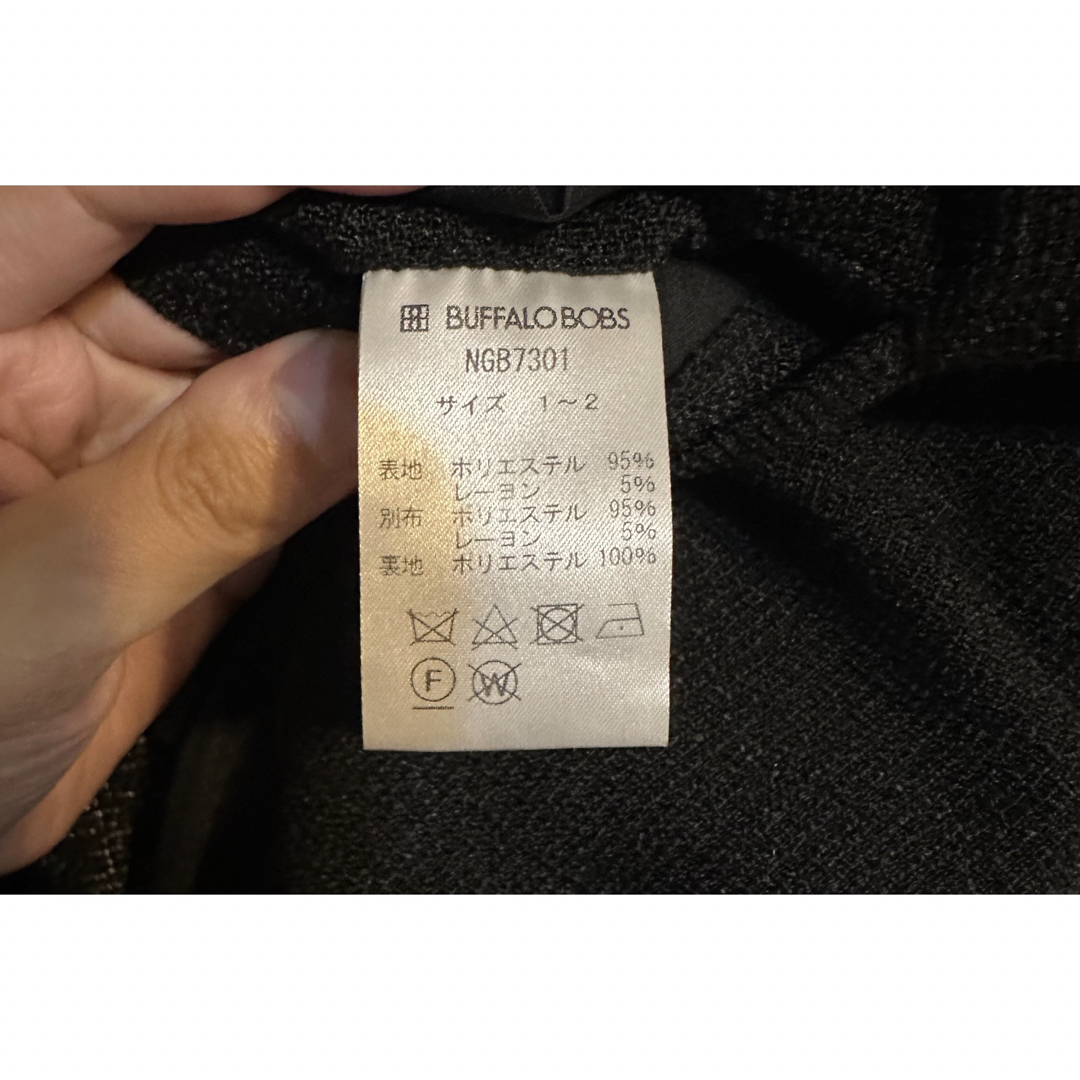 BUFFALO BOBS
NGB7301
サイズ 1～2
表地 ポリエステル 95%
レーヨン 5%
別布 ポリエステル 95%
レーヨン 5%
裏地 ポリエステル 100%
F W